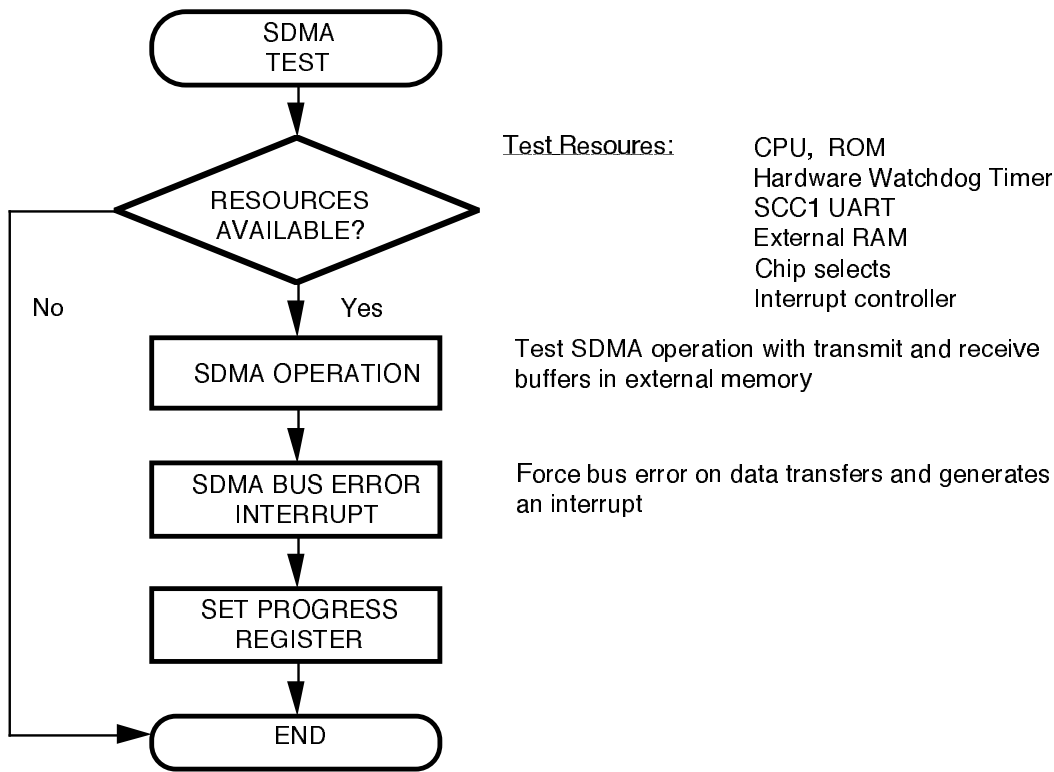 SDMA
TEST
Test Resoures:
CPU, ROM
Hardware Watchdog Timer
SCC1 UART
External RAM
Chip selects
Interrupt controller
RESOURCES
AVAILABLE?
No
Yes
SDMA OPERATION
Test SDMA operation with transmit and receive
buffers in external memory
SDMA BUS ERROR
INTERRUPT
Force bus error on data transfers and generates
an interrupt
SET PROGRESS
REGISTER
END